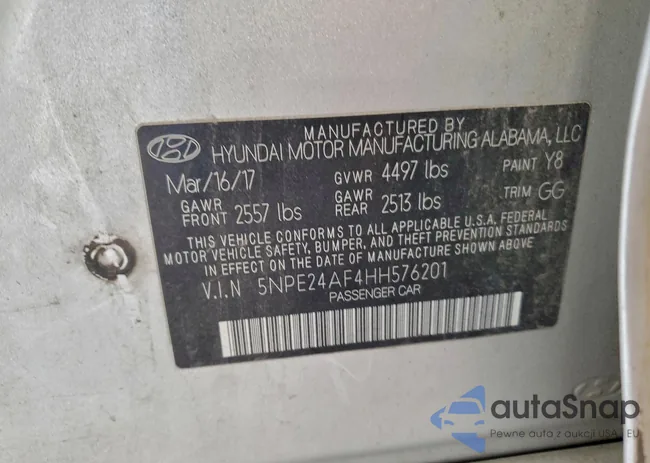 MANUFACTURED BY
HYUNDAI MOTOR MANUFACTURING ALABAMA, LLC
Mar/16/17 GVWR 4497 lbs PAINT Y8
GAWR FRONT 2557 lbs GAWR REAR 2513 lbs TRIM GG
THIS VEHICLE CONFORMS TO ALL APPLICABLE U.S.A. FEDERAL
MOTOR VEHICLE SAFETY, BUMPER, AND THEFT PREVENTION STANDARDS
IN EFFECT ON THE DATE OF MANUFACTURE SHOWN ABOVE.
V.I.N 5NPE24AF4HH576201
PASSENGER CAR
autaSnap
Pewne auta z aukcji USA i EU